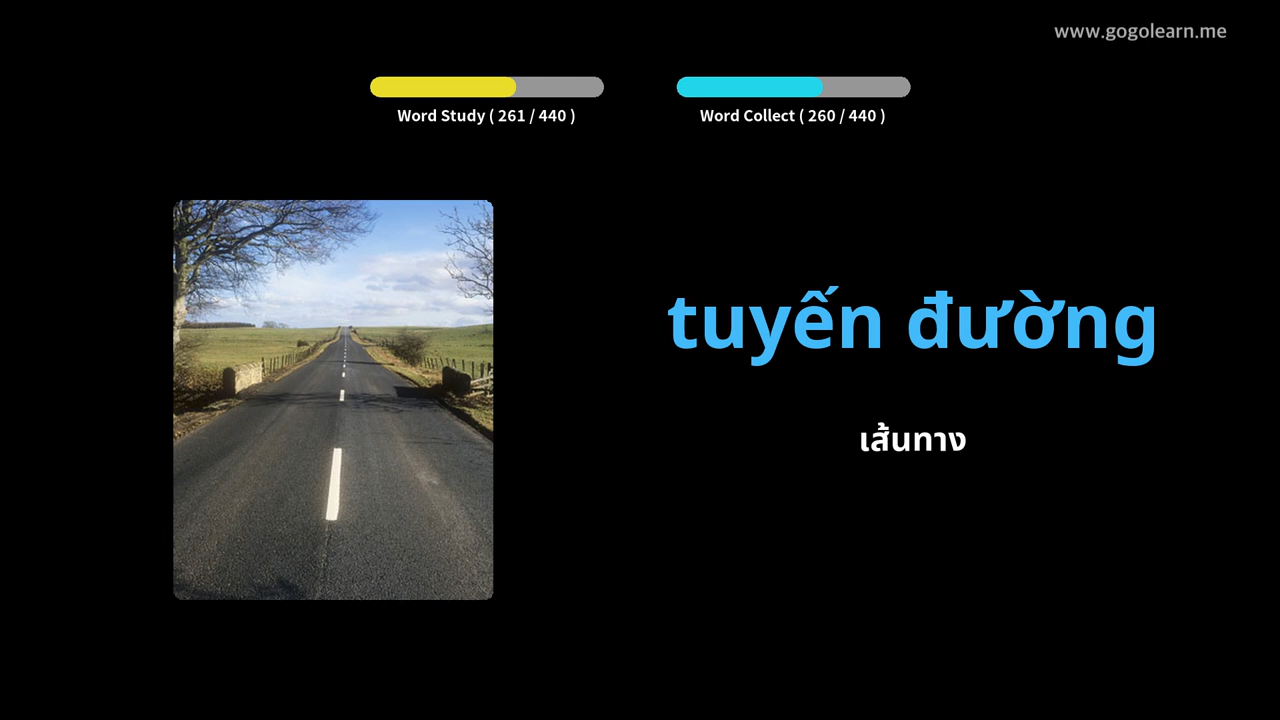 www.gogolearn.me
Word Study ( 261 / 440 )
Word Collect ( 260 / 440 )
tuyến đường
เส้นทาง